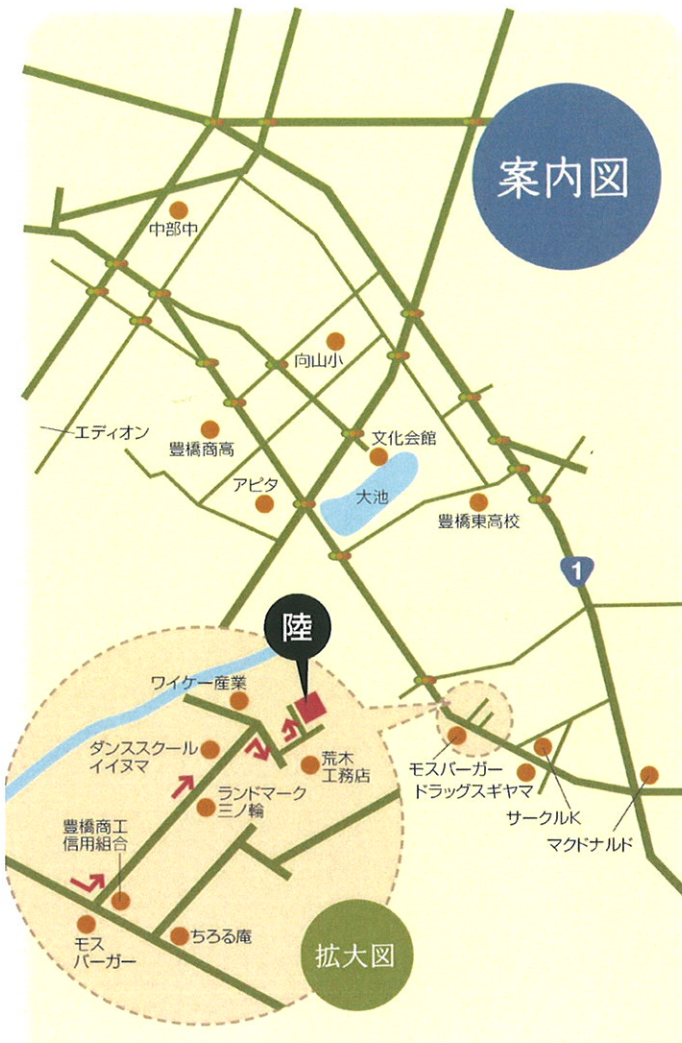 案内図
中部中
向山小
エディオン
豊橋商高
文化会館
アピタ
大池
豊橋東高校
1
陸
ワイケー産業
ダンススクール
イイヌマ
荒木
工務店
ランドマーク
三ノ輪
モスバーガー
ドラッグスギヤマ
サークルK
マクドナルド
豊橋商工
信用組合
モス
バーガー
ちろる庵
拡大図